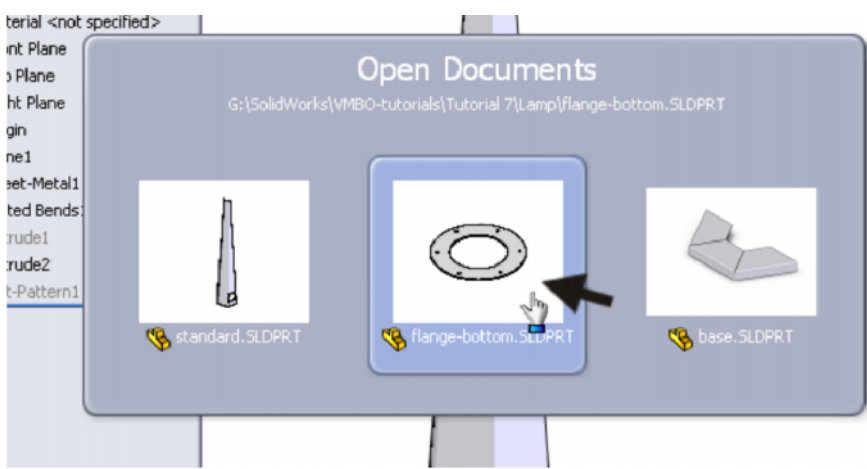 terial <not specified>
ont Plane
o Plane
ht Plane
gin
ne1
eet-Metal1
ted Bends
trude1
trude2
t-Pattern1
Open Documents
G:\SolidWorks\VMBO-tutorials\Tutorial 7\Lamp\flange-bottom.SLDPRT
standard.SLDPRT
flange-bottom.SLDPRT
base.SLDPRT